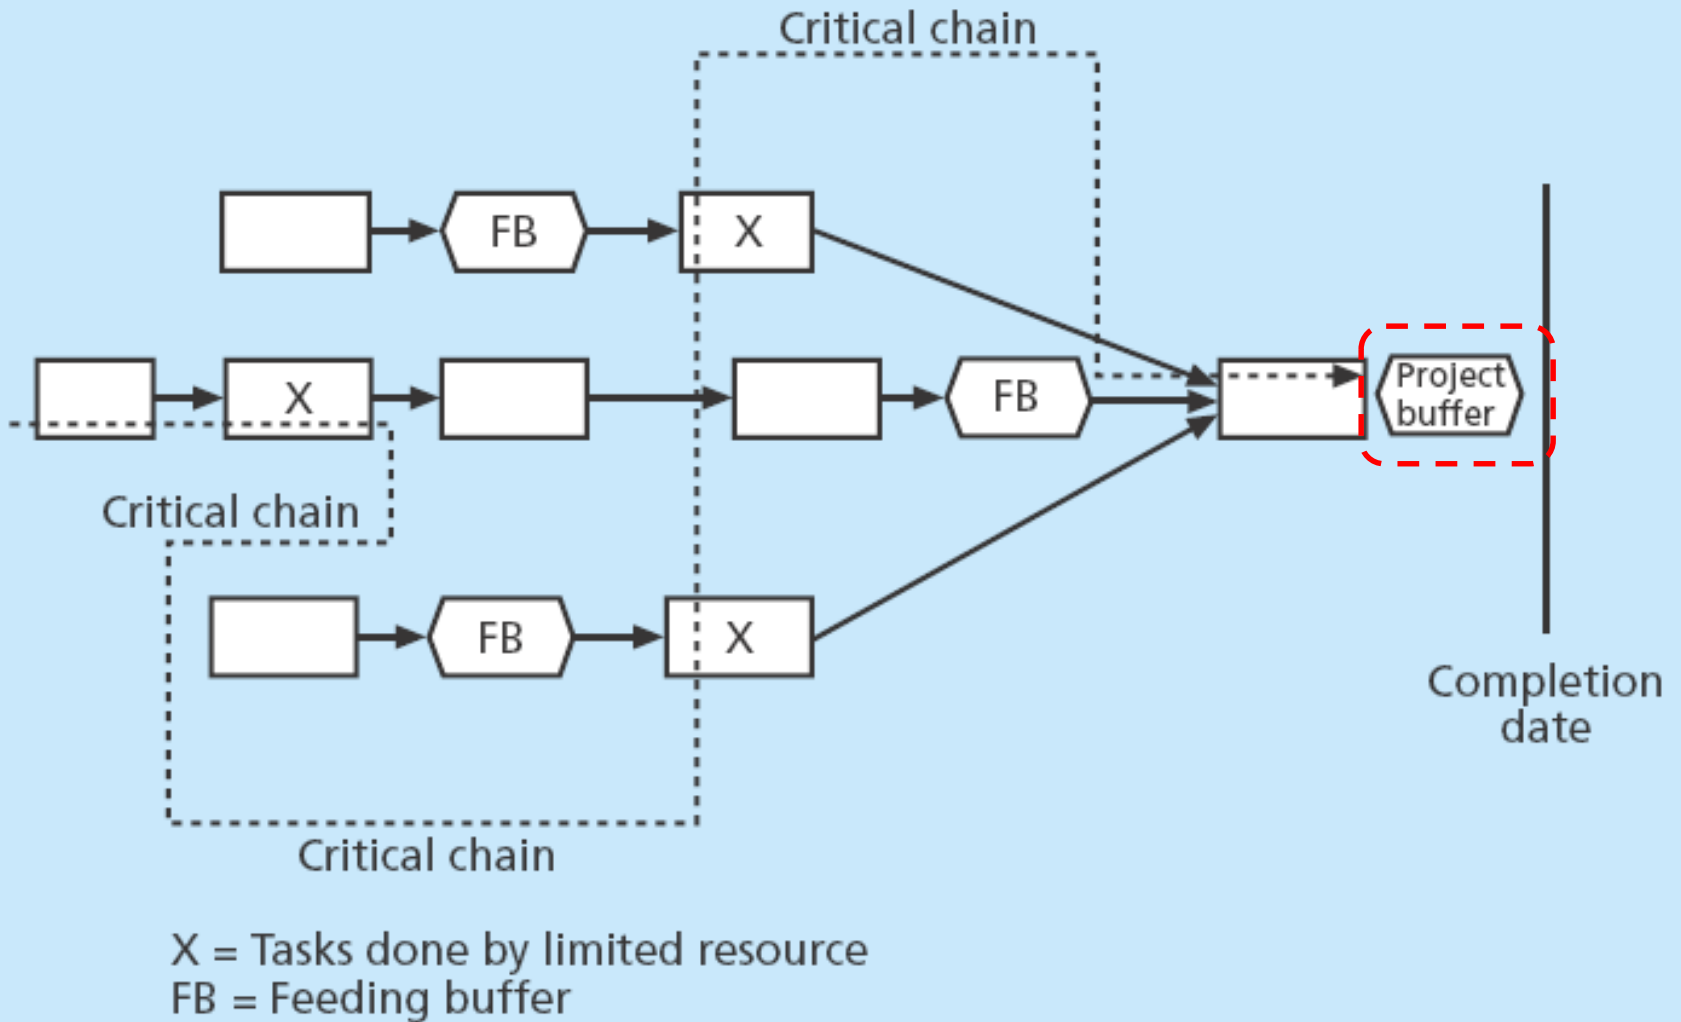 Critical chain
FB
X
X
FB
Project
buffer
Critical chain
FB
X
Completion
date
Critical chain
X = Tasks done by limited resource
FB = Feeding buffer